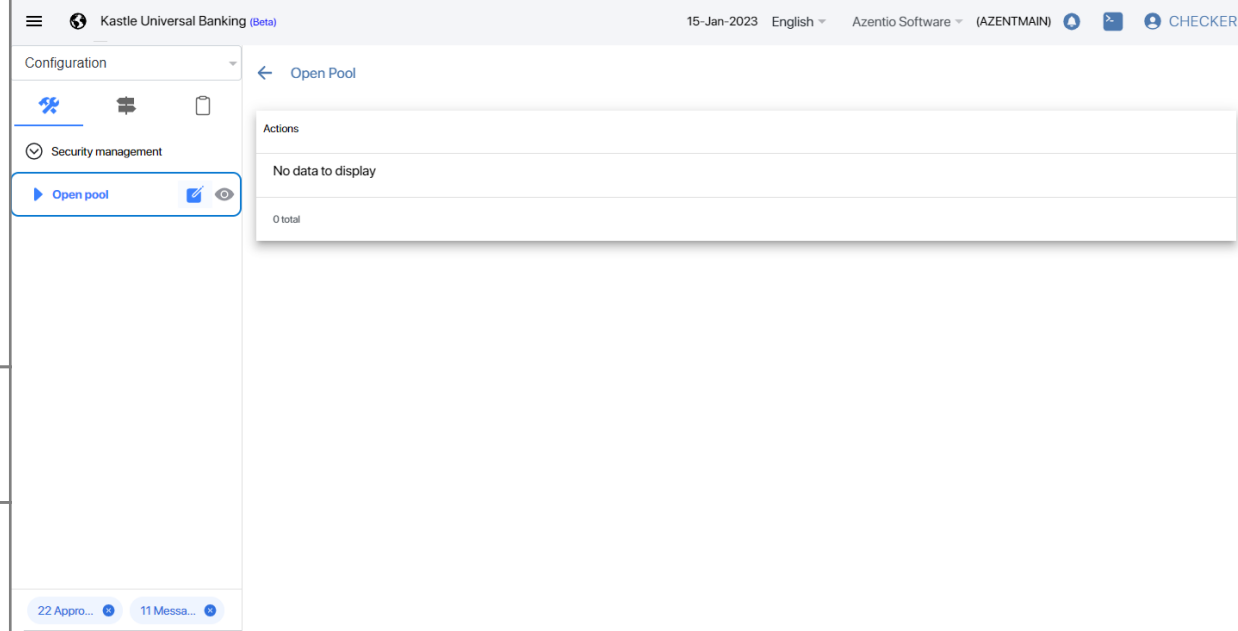 Kastle Universal Banking (Beta)
15-Jan-2023 English Azentio Software (AZENTMAIN) CHECKER
Configuration
Open Pool
Security management
Open pool
Actions
No data to display
0 total
22 Appro... 11 Messa...